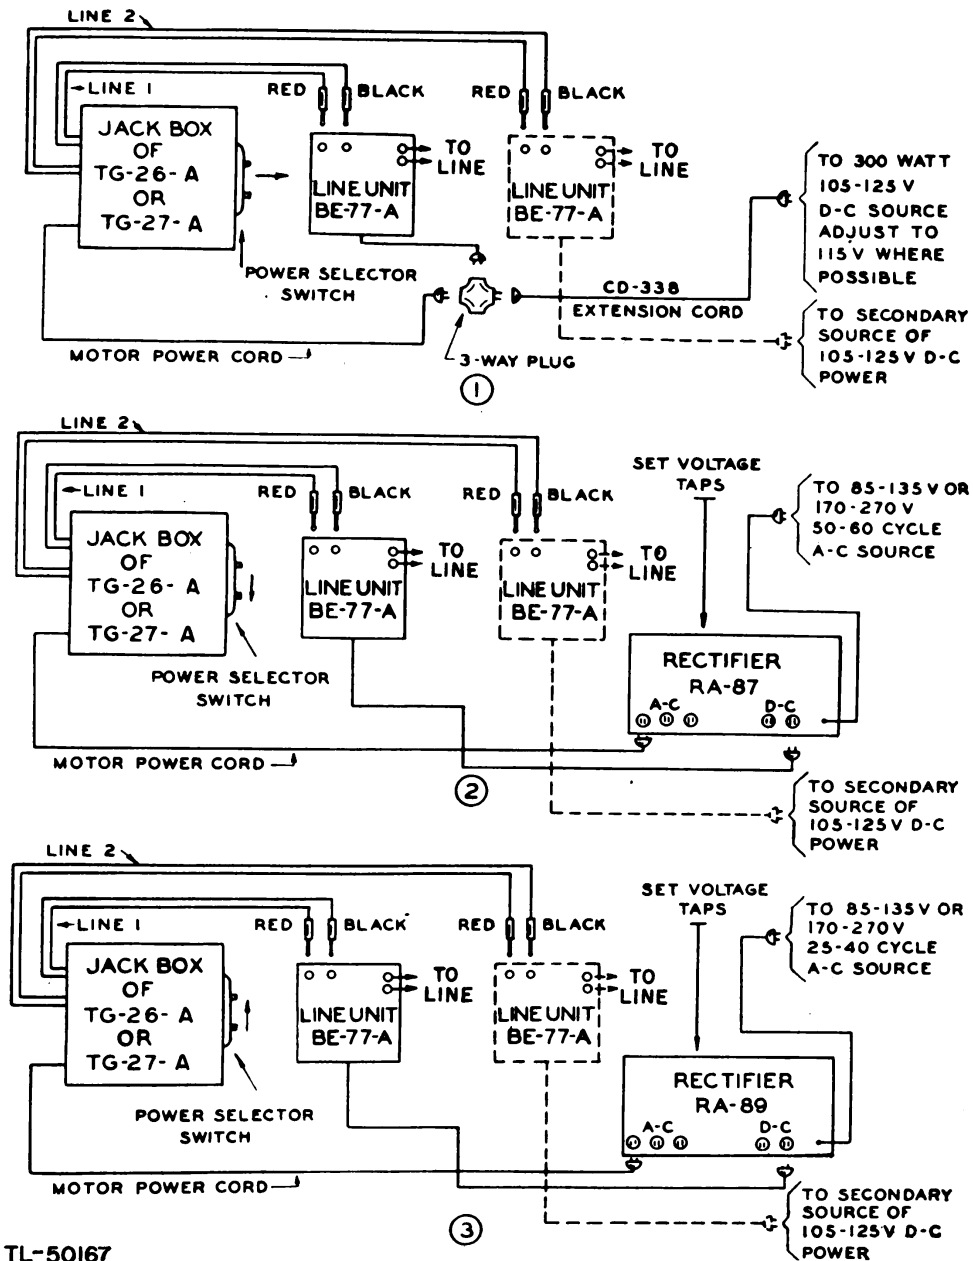 LINE 2
LINE 1
RED
BLACK
RED
BLACK
JACK BOX
OF
TG-26-A
OR
TG-27-A
TO
LINE
LINE UNIT
BE-77-A
TO
LINE
LINE UNIT
BE-77-A
POWER SELECTOR
SWITCH
TO 300 WATT
105-125 V
D-C SOURCE
ADJUST TO
115V WHERE
POSSIBLE
CD-338
EXTENSION CORD
MOTOR POWER CORD
3-WAY PLUG
TO SECONDARY
SOURCE OF
105-125V D-C
POWER
1
LINE 2
LINE 1
RED
BLACK
RED
BLACK
SET VOLTAGE
TAPS
TO 85-135V OR
170-270V
50-60 CYCLE
A-C SOURCE
JACK BOX
OF
TG-26-A
OR
TG-27-A
TO
LINE
LINE UNIT
BE-77-A
TO
LINE
LINE UNIT
BE-77-A
POWER SELECTOR
SWITCH
RECTIFIER
RA-87
A-C
D-C
MOTOR POWER CORD
2
TO SECONDARY
SOURCE OF
105-125V D-C
POWER
LINE 2
LINE 1
RED
BLACK
RED
BLACK
SET VOLTAGE
TAPS
TO 85-135V OR
170-270V
25-40 CYCLE
A-C SOURCE
JACK BOX
OF
TG-26-A
OR
TG-27-A
TO
LINE
LINE UNIT
BE-77-A
TO
LINE
LINE UNIT
BE-77-A
POWER SELECTOR
SWITCH
RECTIFIER
RA-89
A-C
D-C
MOTOR POWER CORD
3
TO SECONDARY
SOURCE OF
105-125V D-C
POWER
TL-50167